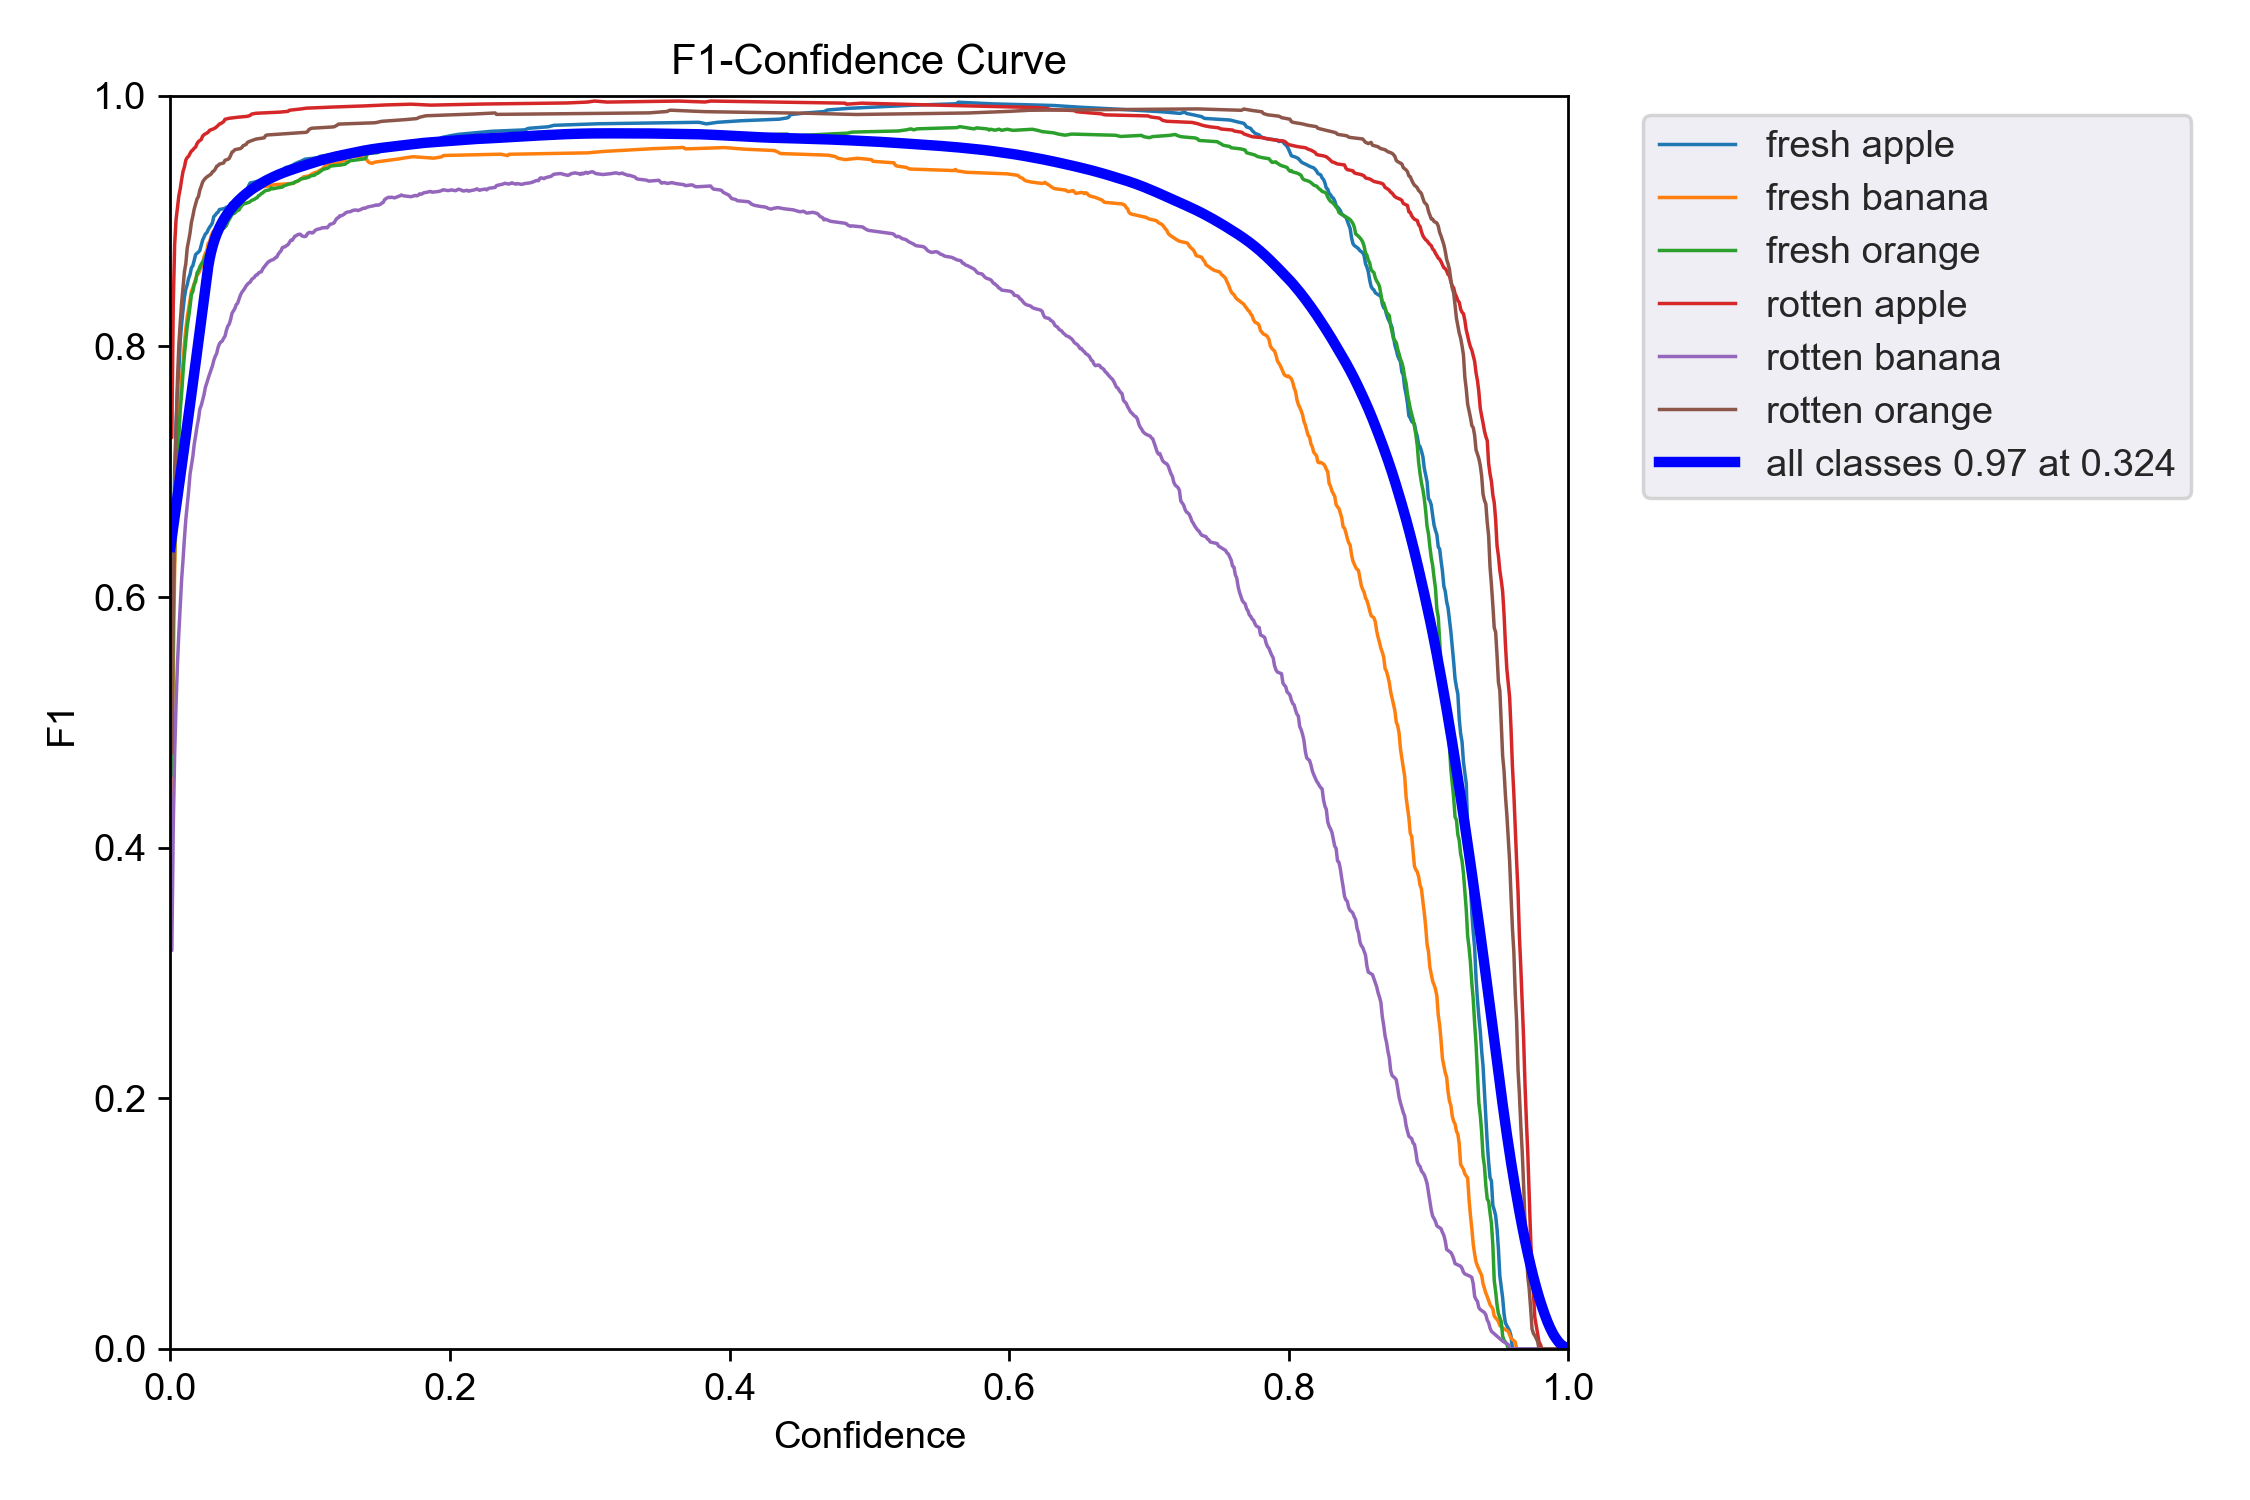 F1-Confidence Curve
1.0
0.8
0.6
0.4
0.2
0.0
F1
0.0 0.2 0.4 0.6 0.8 1.0
Confidence
fresh apple
fresh banana
fresh orange
rotten apple
rotten banana
rotten orange
all classes 0.97 at 0.324